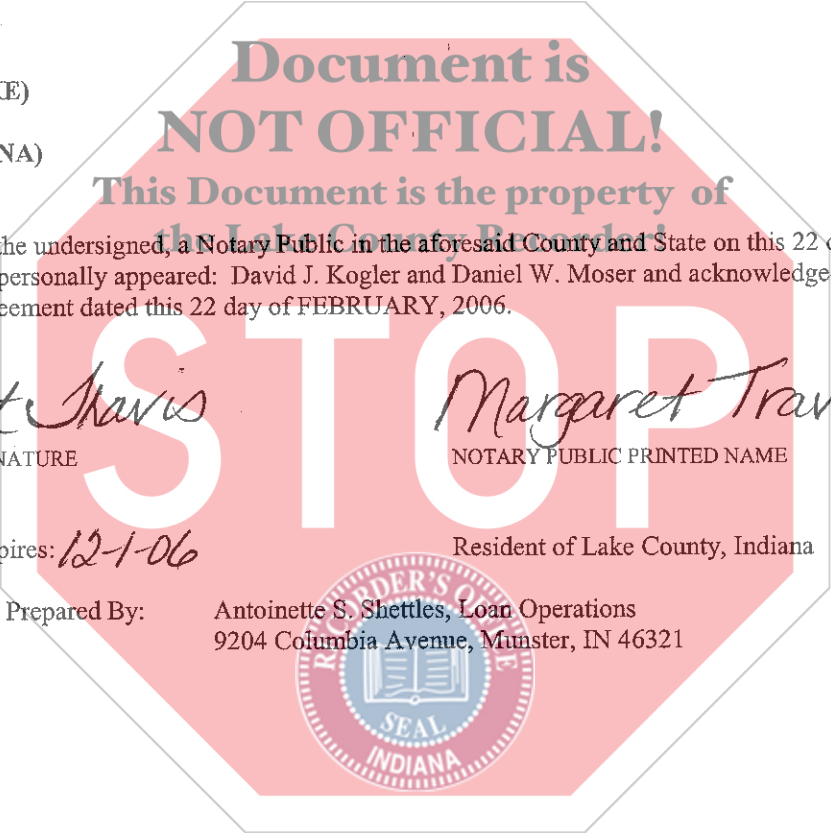 Document is
NOT OFFICIAL!
This Document is the property of
the Lake County Recorder!
E)
NA)
he undersigned, a Notary Public in the aforesaid County and State on this 22
personally appeared: David J. Kogler and Daniel W. Moser and acknowledge
eement dated this 22 day of FEBRUARY, 2006.
STOP
t Travis
Margaret Trav
NATURE
NOTARY PUBLIC PRINTED NAME
pires: 12-1-06
Resident of Lake County, Indiana
Prepared By:
Antoinette S. Shettles, Loan Operations
9204 Columbia Avenue, Munster, IN 46321
RECORDER'S OFFICE
SEAL
INDIANA